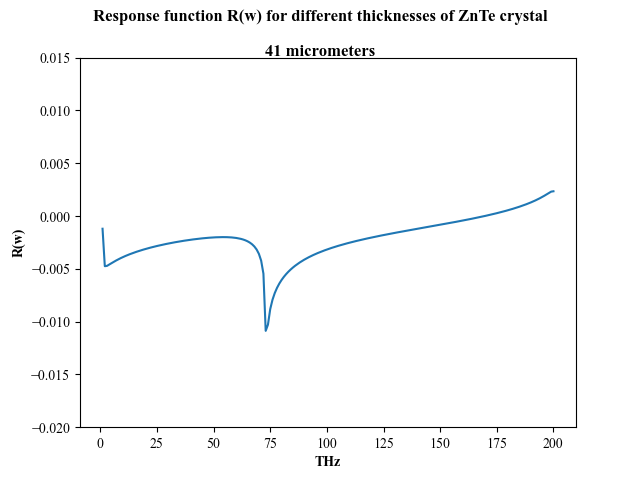 Response function R(w) for different thicknesses of ZnTe crystal
41 micrometers
0.015
0.010
0.005
0.000
−0.005
−0.010
−0.015
−0.020
R(w)
0 25 50 75 100 125 150 175 200
THz